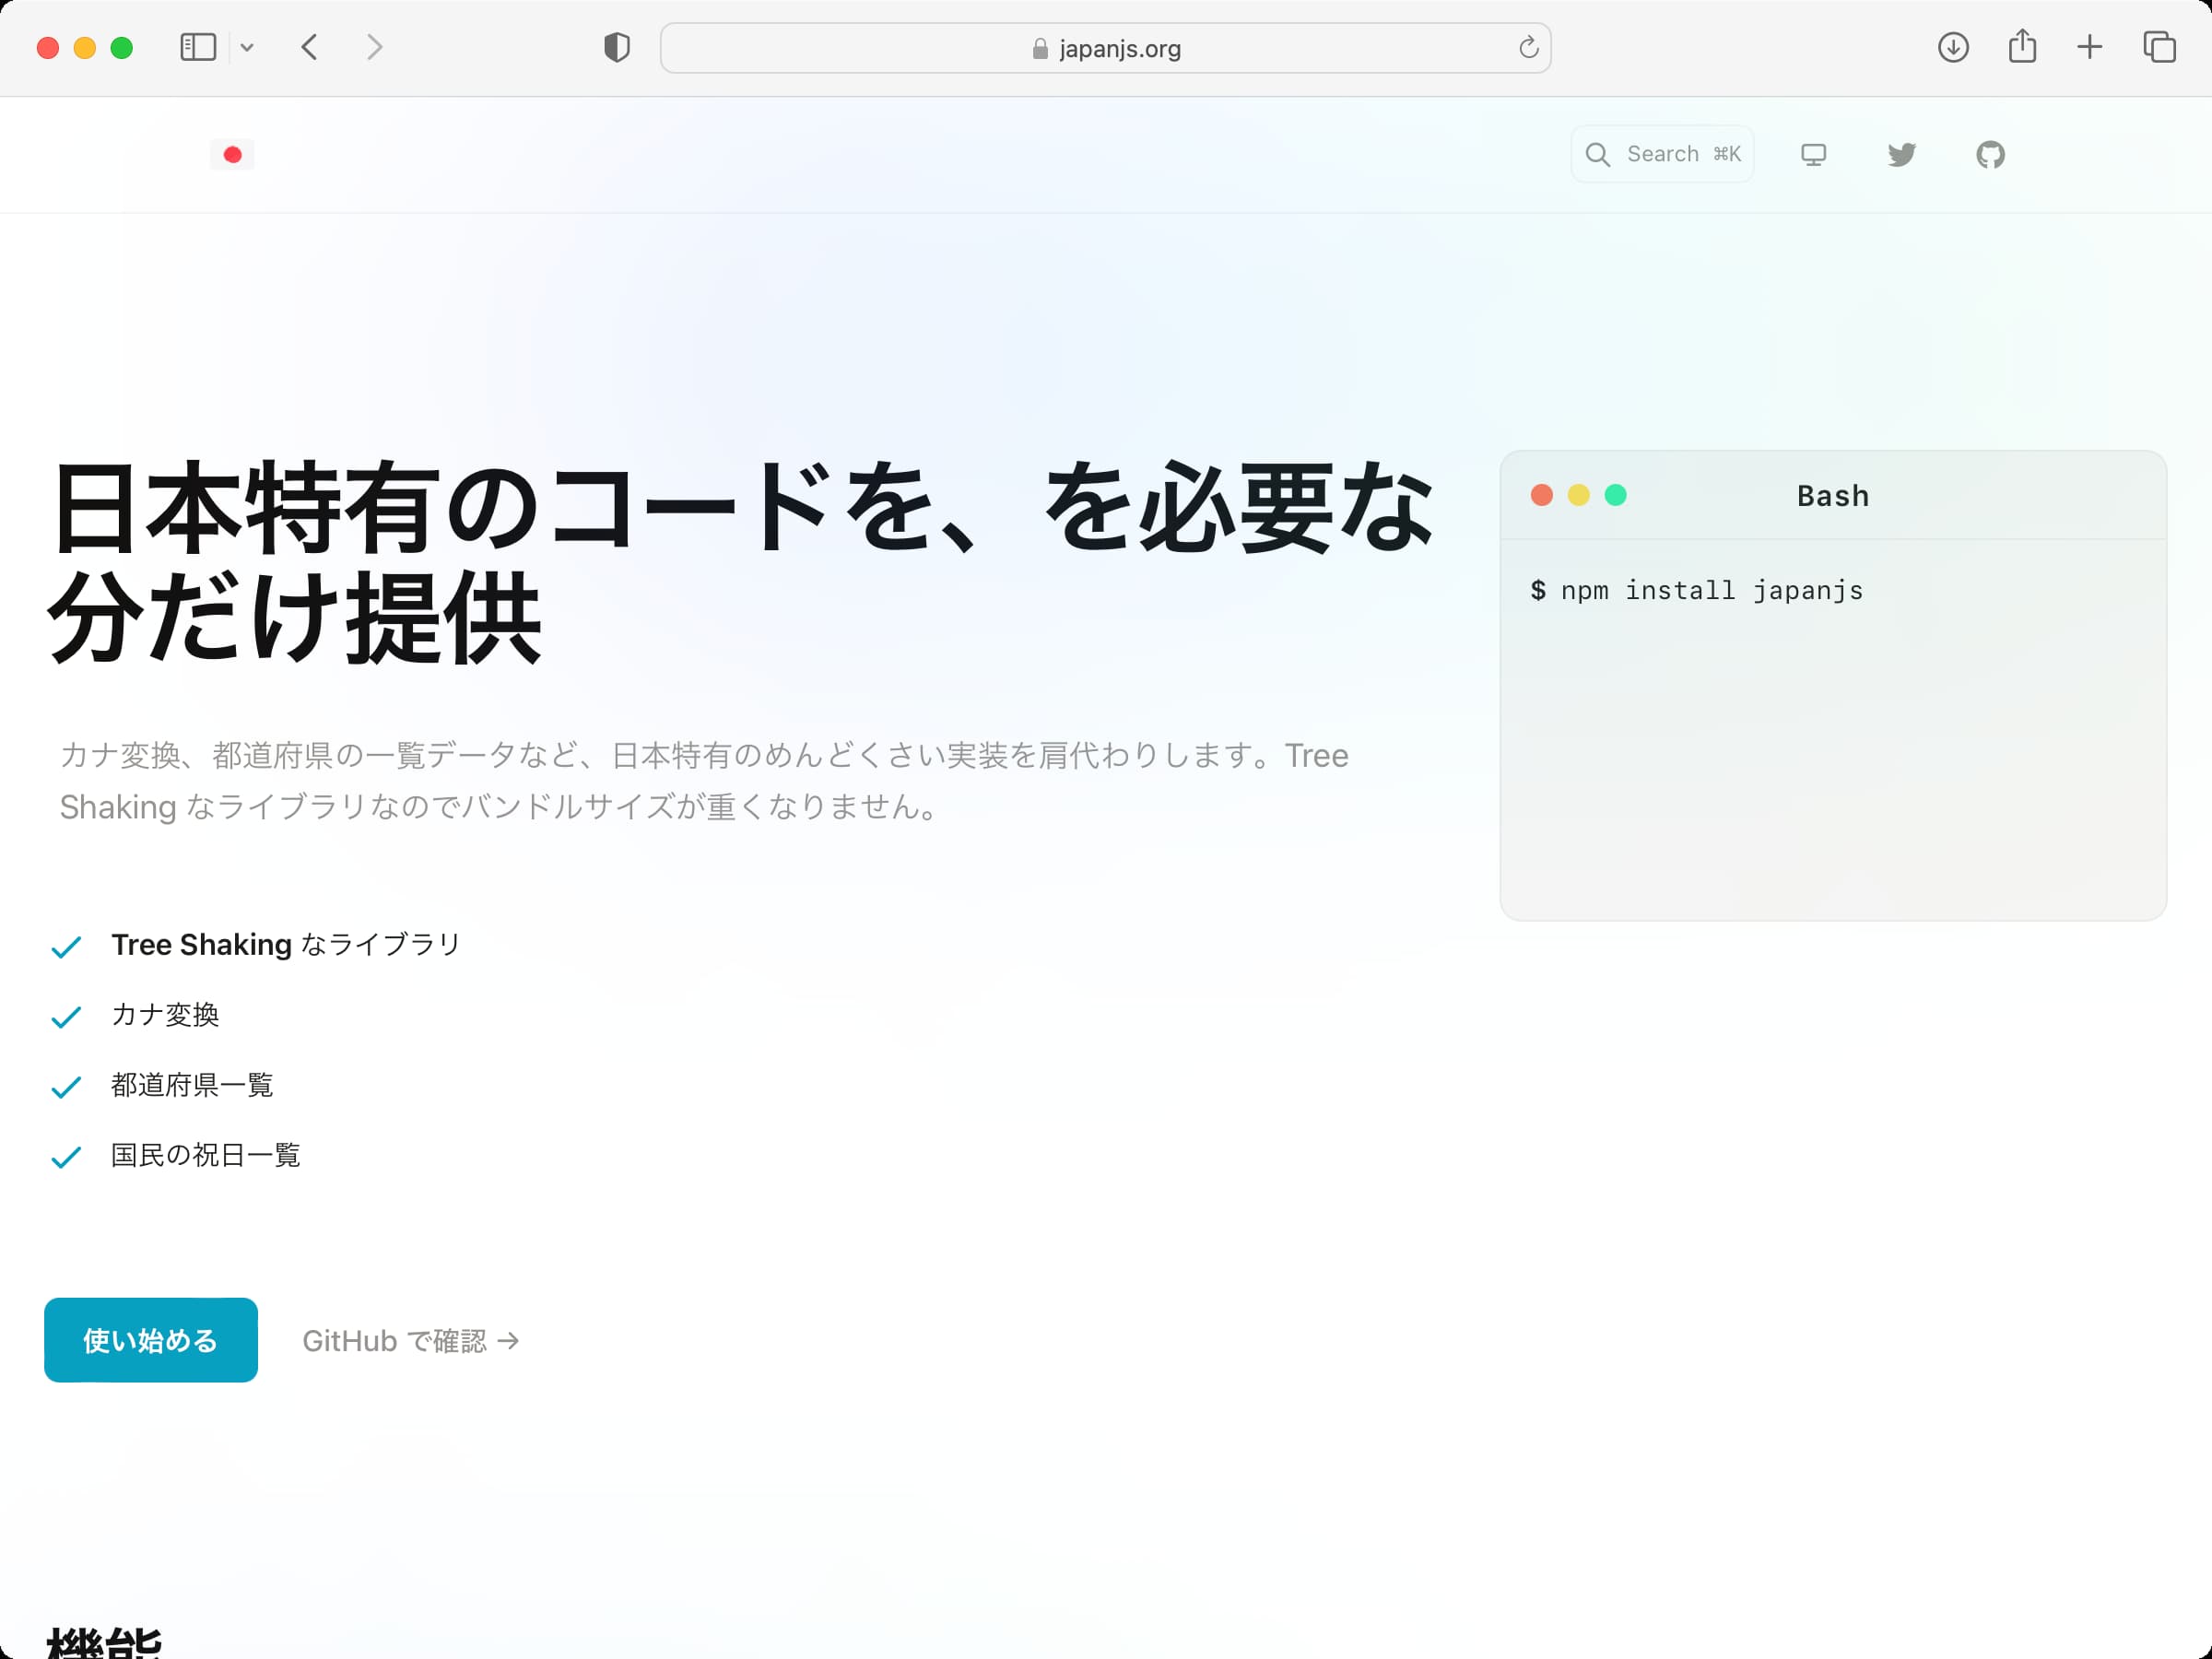 japanjs.org
Search ⌘K
日本特有のコードを、を必要な
分だけ提供
カナ変換、都道府県の一覧データなど、日本特有のめんどくさい実装を肩代わりします。Tree
Shaking なライブラリなのでバンドルサイズが重くなりません。
Tree Shaking なライブラリ
カナ変換
都道府県一覧
国民の祝日一覧
使い始める
GitHub で確認 →
Bash
$ npm install japanjs
機能